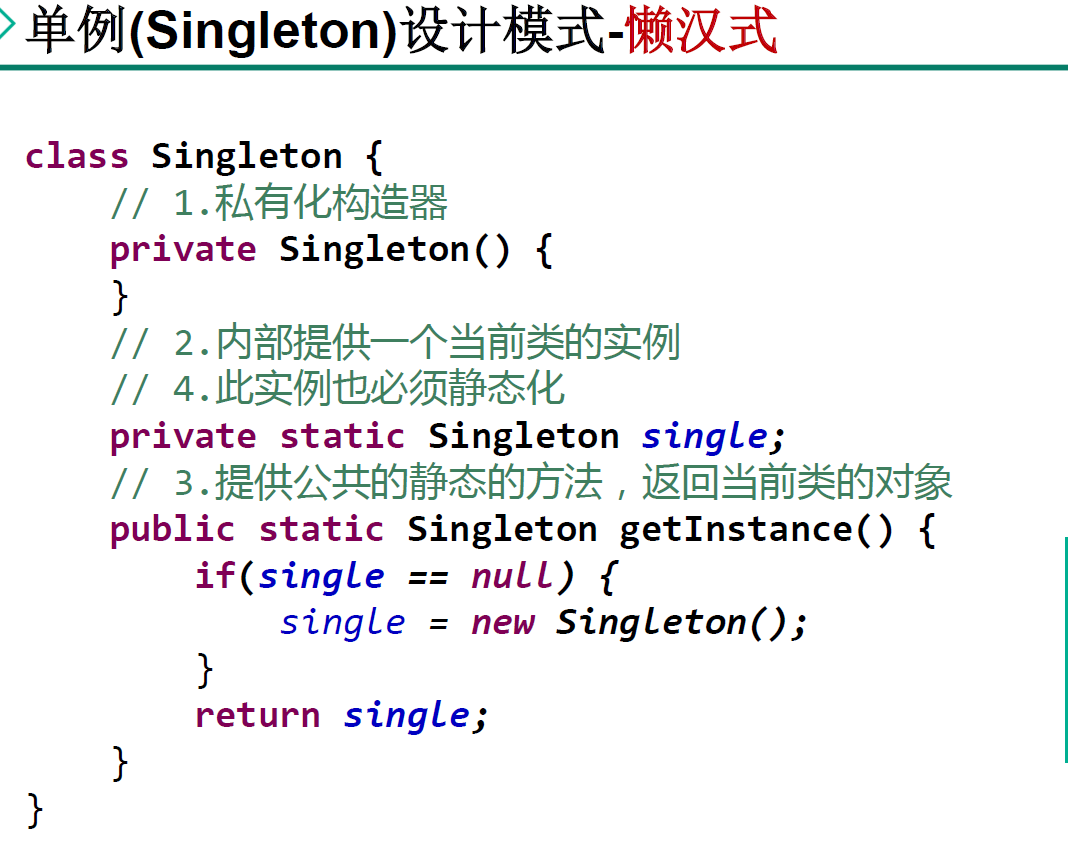 单例(Singleton)设计模式-懒汉式
class Singleton {
// 1.私有化构造器
private Singleton() {
}
// 2.内部提供一个当前类的实例
// 4.此实例也必须静态化
private static Singleton single;
// 3.提供公共的静态的方法，返回当前类的对象
public static Singleton getInstance() {
if(single == null) {
single = new Singleton();
}
return single;
}
}